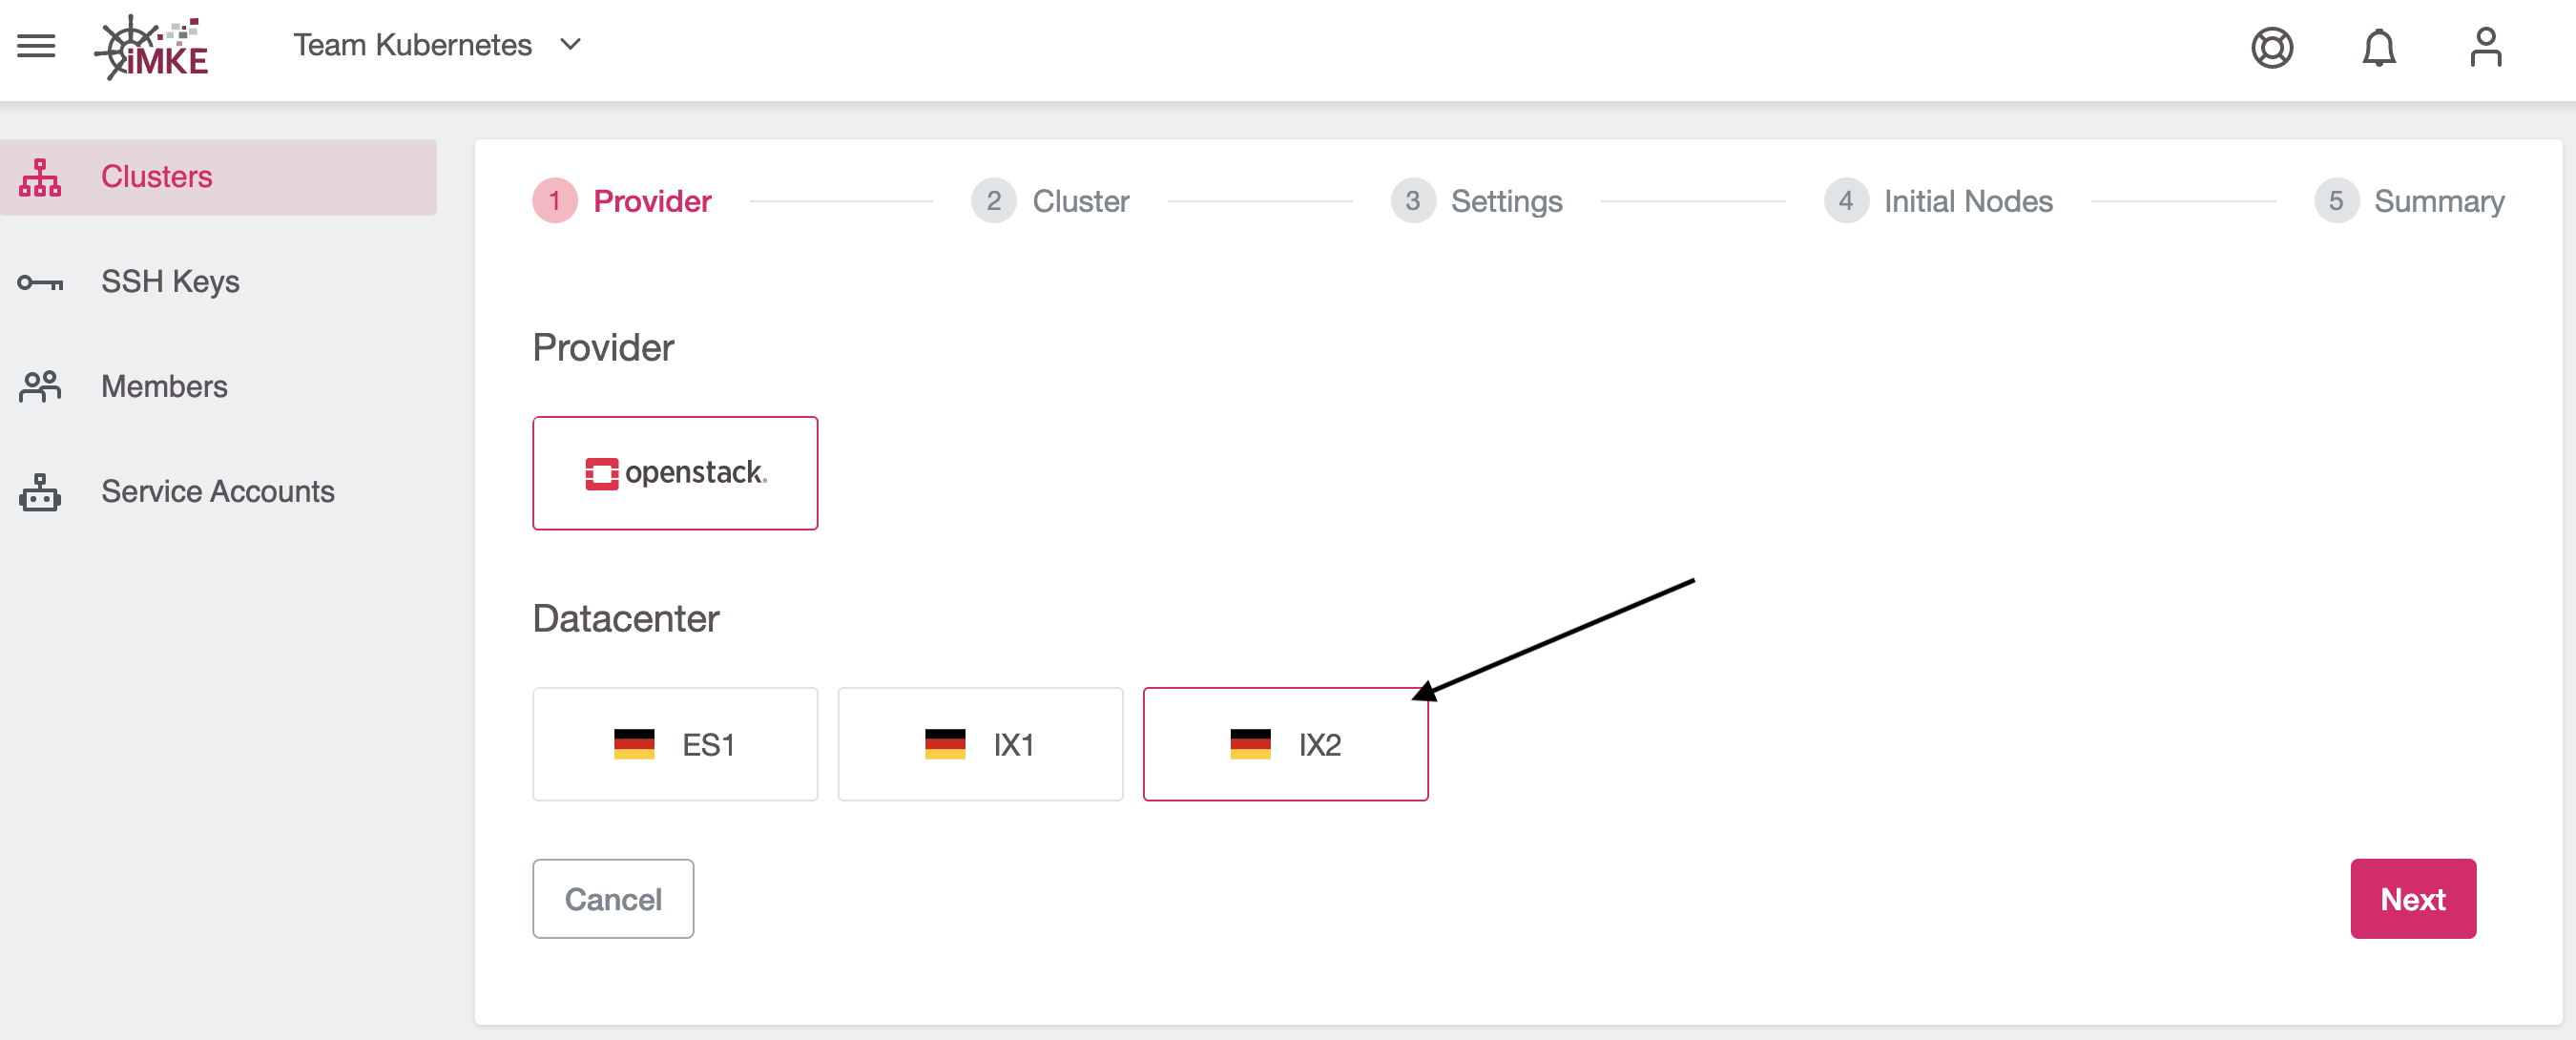 iMKE
Team Kubernetes
Clusters
SSH Keys
Members
Service Accounts
1 Provider
2 Cluster
3 Settings
4 Initial Nodes
5 Summary
Provider
openstack.
Datacenter
ES1
IX1
IX2
Cancel
Next